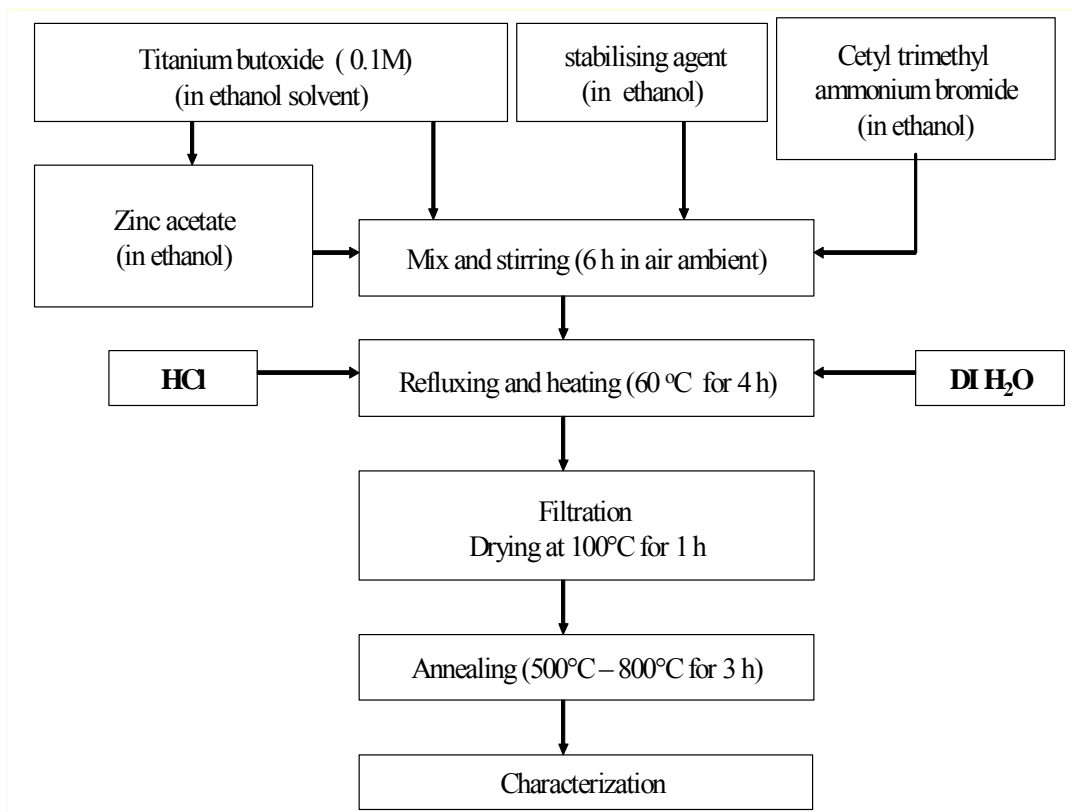 Titanium butoxide ( 0.1M)
(in ethanol solvent)
stabilising agent
(in ethanol)
Cetyl trimethyl
ammonium bromide
(in ethanol)
Zinc acetate
(in ethanol)
Mix and stirring (6 h in air ambient)
HCl
Refluxing and heating (60 °C for 4 h)
DI H₂O
Filtration
Drying at 100°C for 1 h
Annealing (500°C – 800°C for 3 h)
Characterization